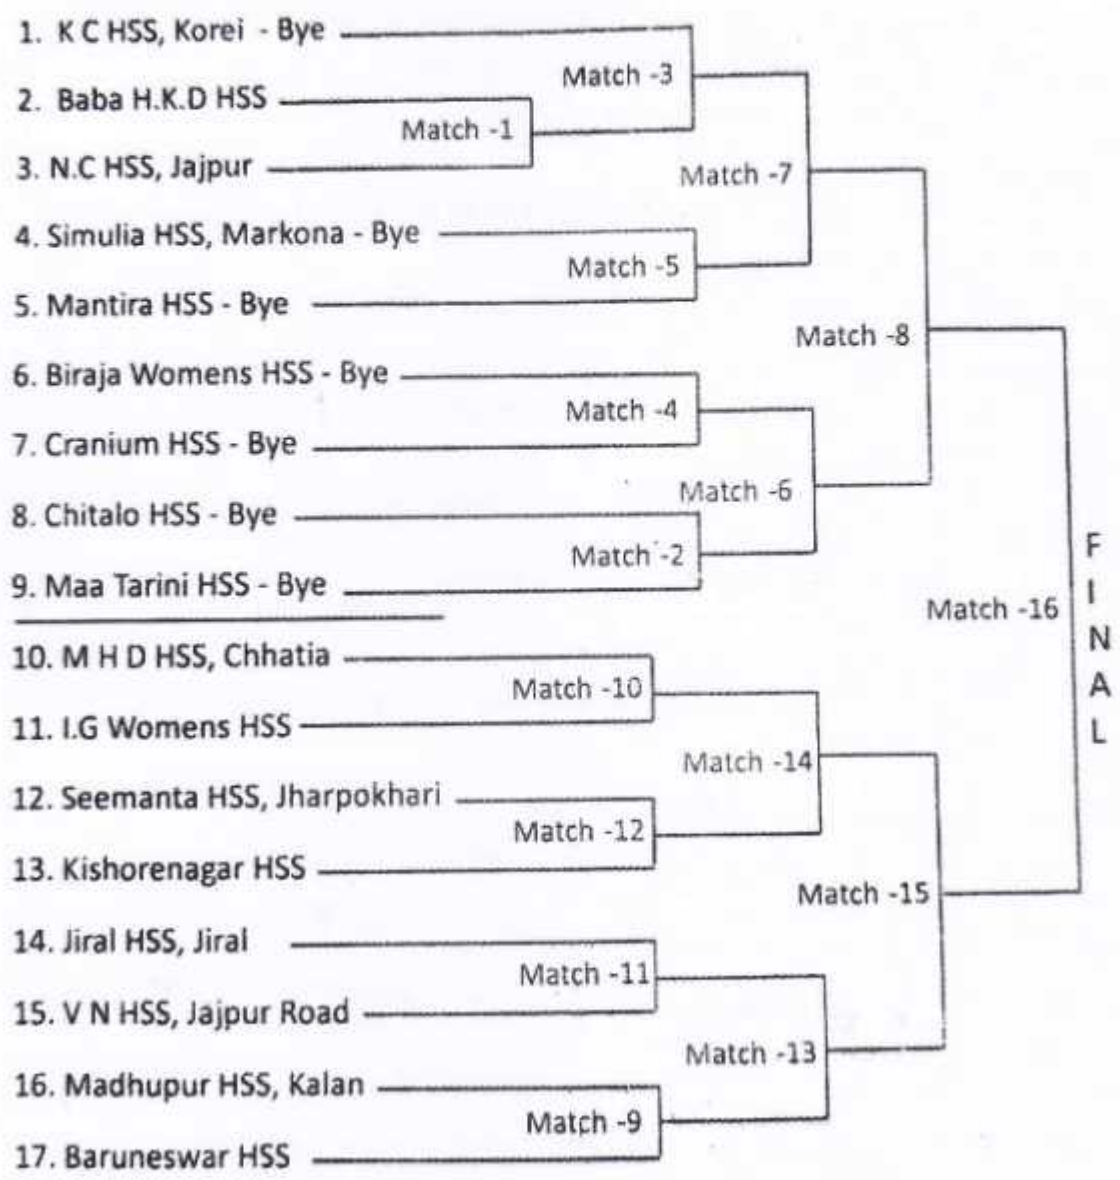 1. K C HSS, Korei - Bye
Match -3
2. Baba H.K.D HSS
Match -1
3. N.C HSS, Jajpur
Match -7
4. Simulia HSS, Markona - Bye
Match -5
5. Mantira HSS - Bye
Match -8
6. Biraja Womens HSS - Bye
Match -4
7. Cranium HSS - Bye
Match -6
8. Chitalo HSS - Bye
Match -2
9. Maa Tarini HSS - Bye
Match -16
FINAL
10. M H D HSS, Chhatia
Match -10
11. I.G Womens HSS
Match -14
12. Seemanta HSS, Jharpokhari
Match -12
13. Kishorenagar HSS
Match -15
14. Jiral HSS, Jiral
Match -11
15. V N HSS, Jajpur Road
Match -13
16. Madhupur HSS, Kalan
Match -9
17. Baruneswar HSS